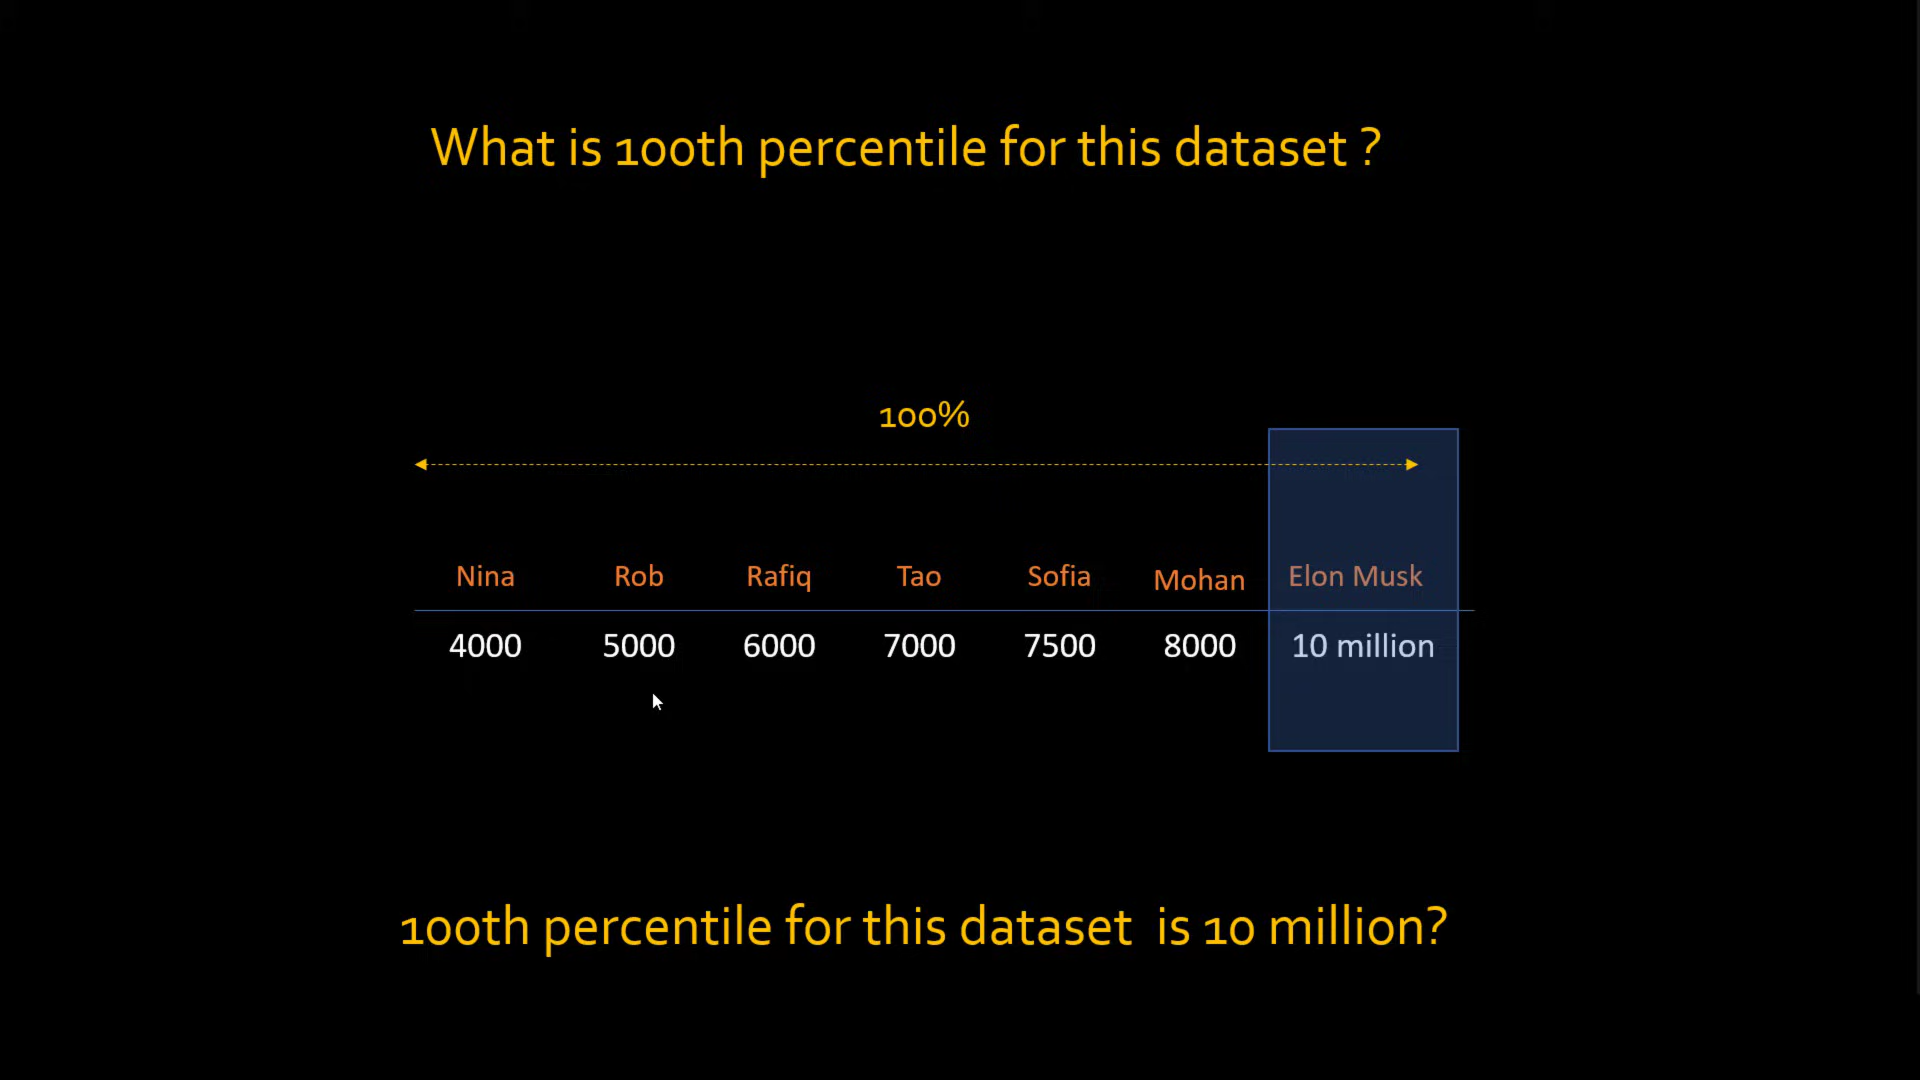 What is 100th percentile for this dataset ?
100%
Nina Rob Rafiq Tao Sofia Mohan Elon Musk
4000 5000 6000 7000 7500 8000 10 million
100th percentile for this dataset is 10 million?